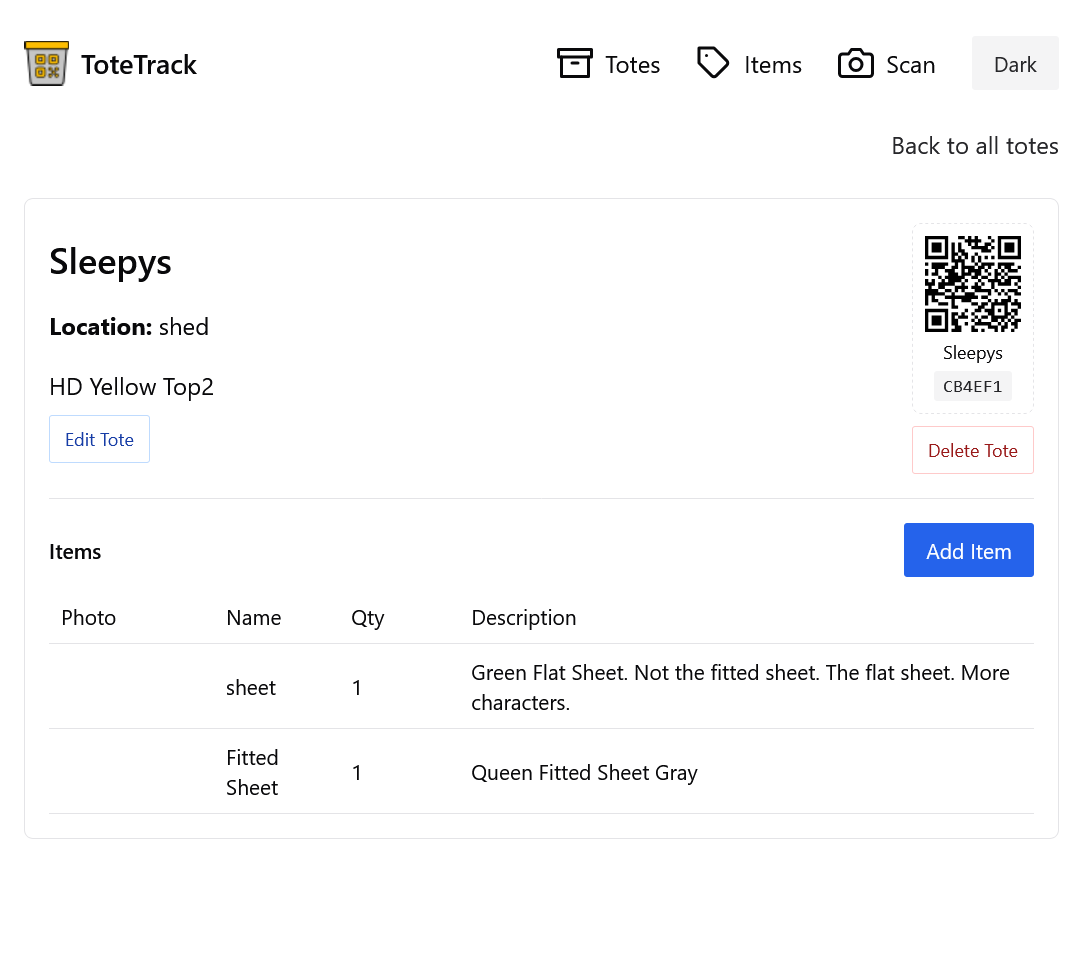 ToteTrack
Totes
Items
Scan
Dark
Back to all totes
Sleepys
Location: shed
HD Yellow Top2
Edit Tote
Sleepys
CB4EF1
Delete Tote
Items
Add Item
Photo Name Qty Description
sheet 1 Green Flat Sheet. Not the fitted sheet. The flat sheet. More
characters.
Fitted
Sheet 1 Queen Fitted Sheet Gray